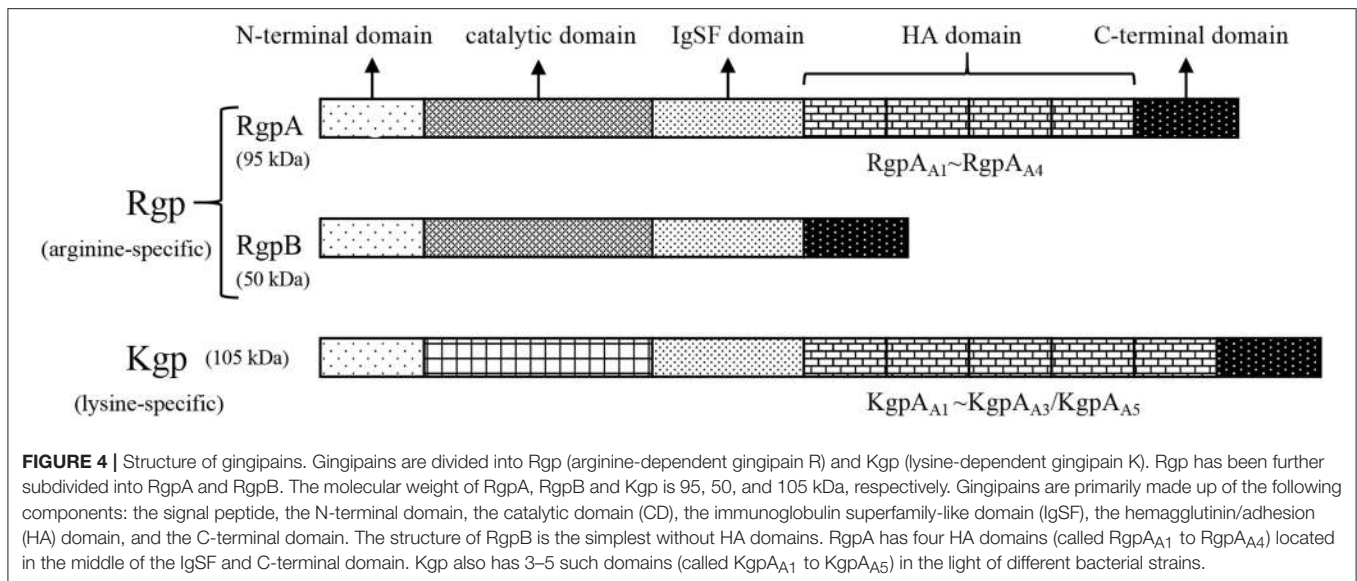 N-terminal domain catalytic domain IgSF domain HA domain C-terminal domain
RgpA
(95 kDa)
RgpA_A1~RgpA_A4
Rgp
(arginine-specific)
RgpB
(50 kDa)
Kgp (105 kDa)
(lysine-specific)
KgpA_A1~KgpA_A3/KgpA_A5
FIGURE 4 | Structure of gingipains. Gingipains are divided into Rgp (arginine-dependent gingipain R) and Kgp (lysine-dependent gingipain K). Rgp has been further
subdivided into RgpA and RgpB. The molecular weight of RgpA, RgpB and Kgp is 95, 50, and 105 kDa, respectively. Gingipains are primarily made up of the following
components: the signal peptide, the N-terminal domain, the catalytic domain (CD), the immunoglobulin superfamily-like domain (IgSF), the hemagglutinin/adhesion
(HA) domain, and the C-terminal domain. The structure of RgpB is the simplest without HA domains. RgpA has four HA domains (called RgpA_A1 to RgpA_A4) located
in the middle of the IgSF and C-terminal domain. Kgp also has 3–5 such domains (called KgpA_A1 to KgpA_A5) in the light of different bacterial strains.